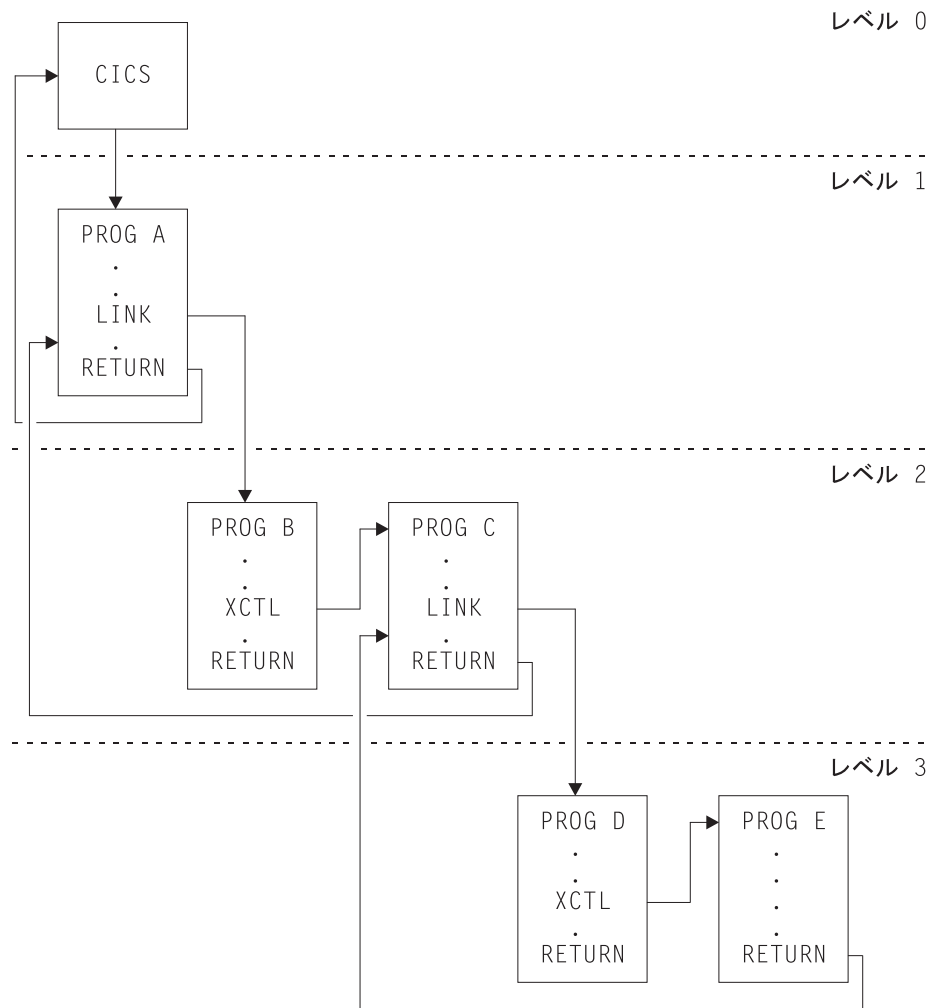 レベル 0
CICS
レベル 1
PROG A
.
.
LINK
.
RETURN
レベル 2
PROG B
.
.
XCTL
.
RETURN
PROG C
.
.
LINK
.
RETURN
レベル 3
PROG D
.
.
XCTL
.
RETURN
PROG E
.
.
.
.
RETURN